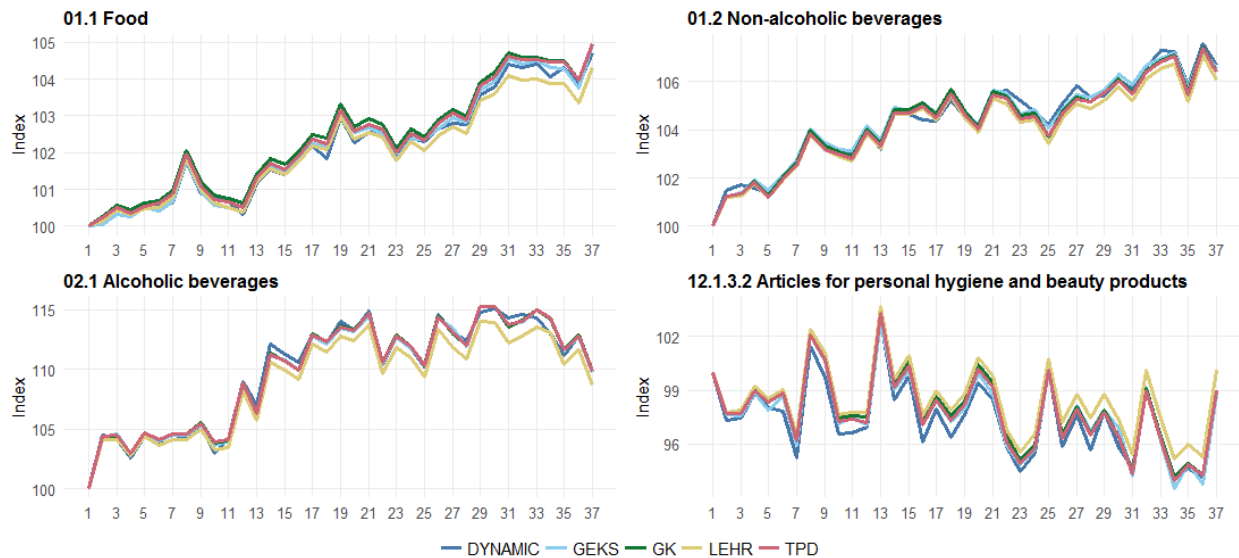 01.1 Food
105
104
103
102
101
100
Index
1 3 5 7 9 11 13 15 17 19 21 23 25 27 29 31 33 35 37
01.2 Non-alcoholic beverages
106
104
102
100
Index
1 3 5 7 9 11 13 15 17 19 21 23 25 27 29 31 33 35 37
02.1 Alcoholic beverages
115
110
105
100
Index
1 3 5 7 9 11 13 15 17 19 21 23 25 27 29 31 33 35 37
12.1.3.2 Articles for personal hygiene and beauty products
102
99
96
Index
1 3 5 7 9 11 13 15 17 19 21 23 25 27 29 31 33 35 37
DYNAMIC GEKS GK LEHR TPD